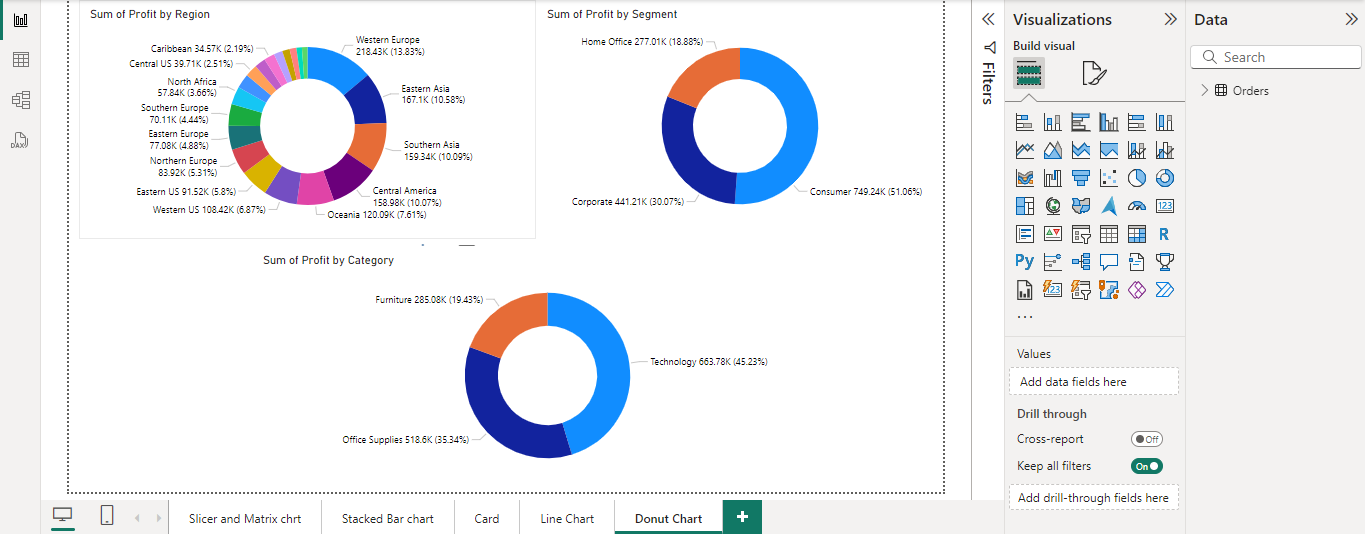 Sum of Profit by Region
Caribbean 34.57K (2.19%)
Central US 39.71K (2.51%)
North Africa
57.84K (3.66%)
Southern Europe
70.11K (4.44%)
Eastern Europe
77.08K (4.88%)
Northern Europe
83.92K (5.31%)
Eastern US 91.52K (5.8%)
Western US 108.42K (6.87%)
Western Europe
218.43K (13.83%)
Eastern Asia
167.1K (10.58%)
Southern Asia
159.34K (10.09%)
Central America
158.98K (10.07%)
Oceania 120.09K (7.61%)
Sum of Profit by Segment
Home Office 277.01K (18.88%)
Corporate 441.21K (30.07%)
Consumer 749.24K (51.06%)
Sum of Profit by Category
Furniture 285.08K (19.43%)
Technology 663.78K (45.23%)
Office Supplies 518.6K (35.34%)
Filters
Visualizations
Build visual
123
R
Py
123
...
Values
Add data fields here
Drill through
Cross-report
Off
Keep all filters
On
Add drill-through fields here
Data
Search
Orders
DAX
Slicer and Matrix chrt
Stacked Bar chart
Card
Line Chart
Donut Chart
+